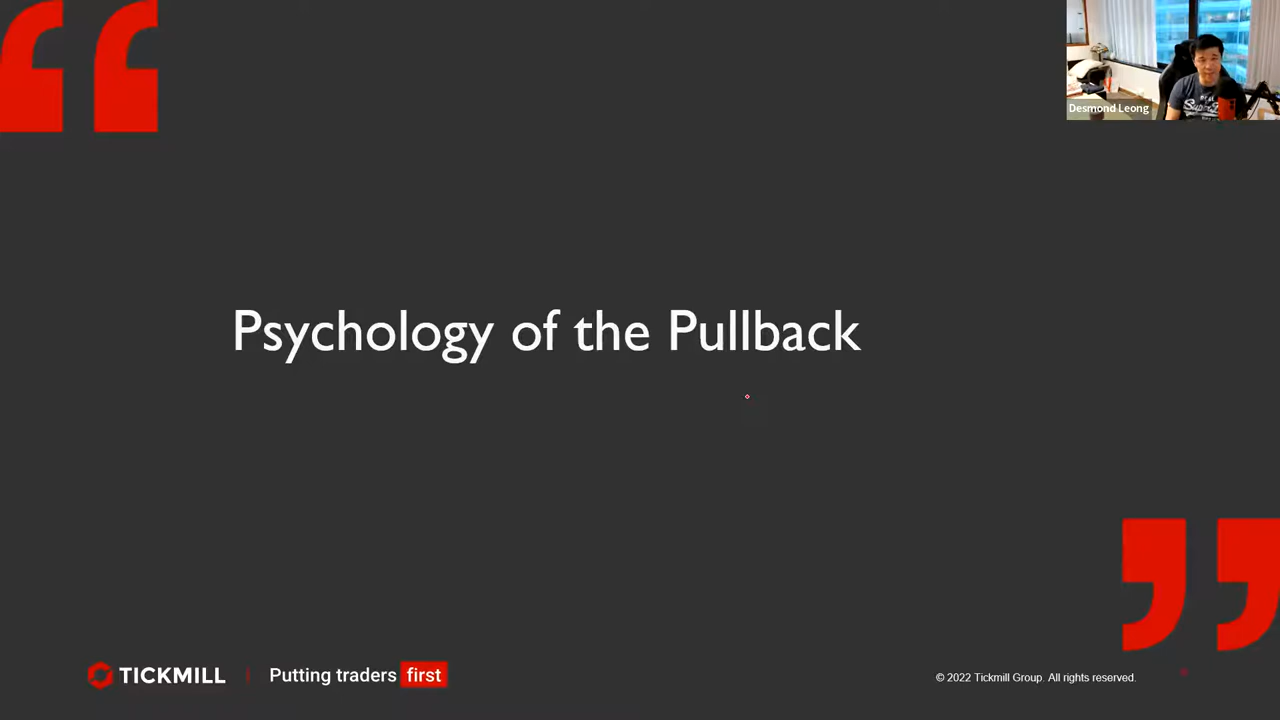 Desmond Leong
Psychology of the Pullback
TICKMILL
Putting traders first
© 2022 Tickmill Group. All rights reserved.